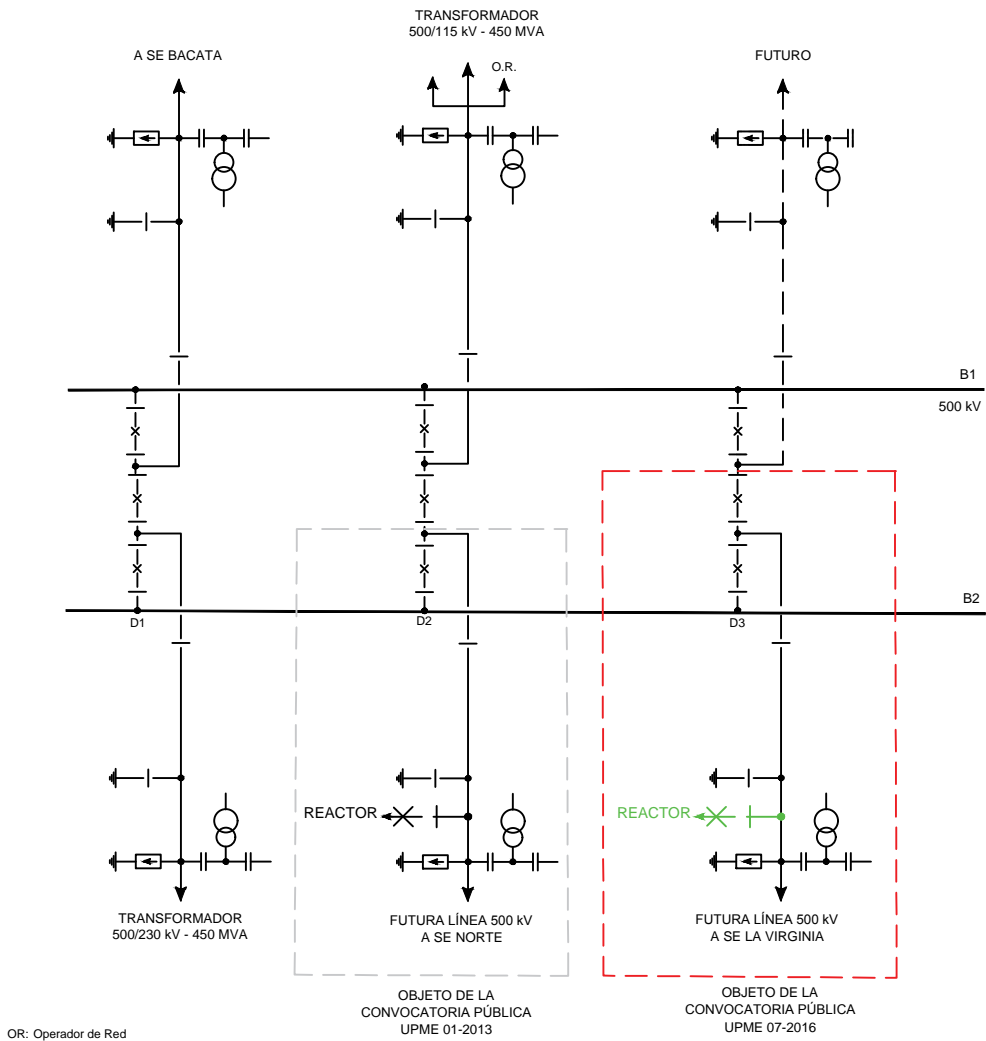 TRANSFORMADOR
500/115 kV - 450 MVA
A SE BACATA
FUTURO
O.R.
B1
500 kV
B2
D1
D2
D3
REACTOR
REACTOR
TRANSFORMADOR
500/230 kV - 450 MVA
FUTURA LÍNEA 500 kV
A SE NORTE
FUTURA LÍNEA 500 kV
A SE LA VIRGINIA
OBJETO DE LA
CONVOCATORIA PÚBLICA
UPME 01-2013
OBJETO DE LA
CONVOCATORIA PÚBLICA
UPME 07-2016
OR: Operador de Red